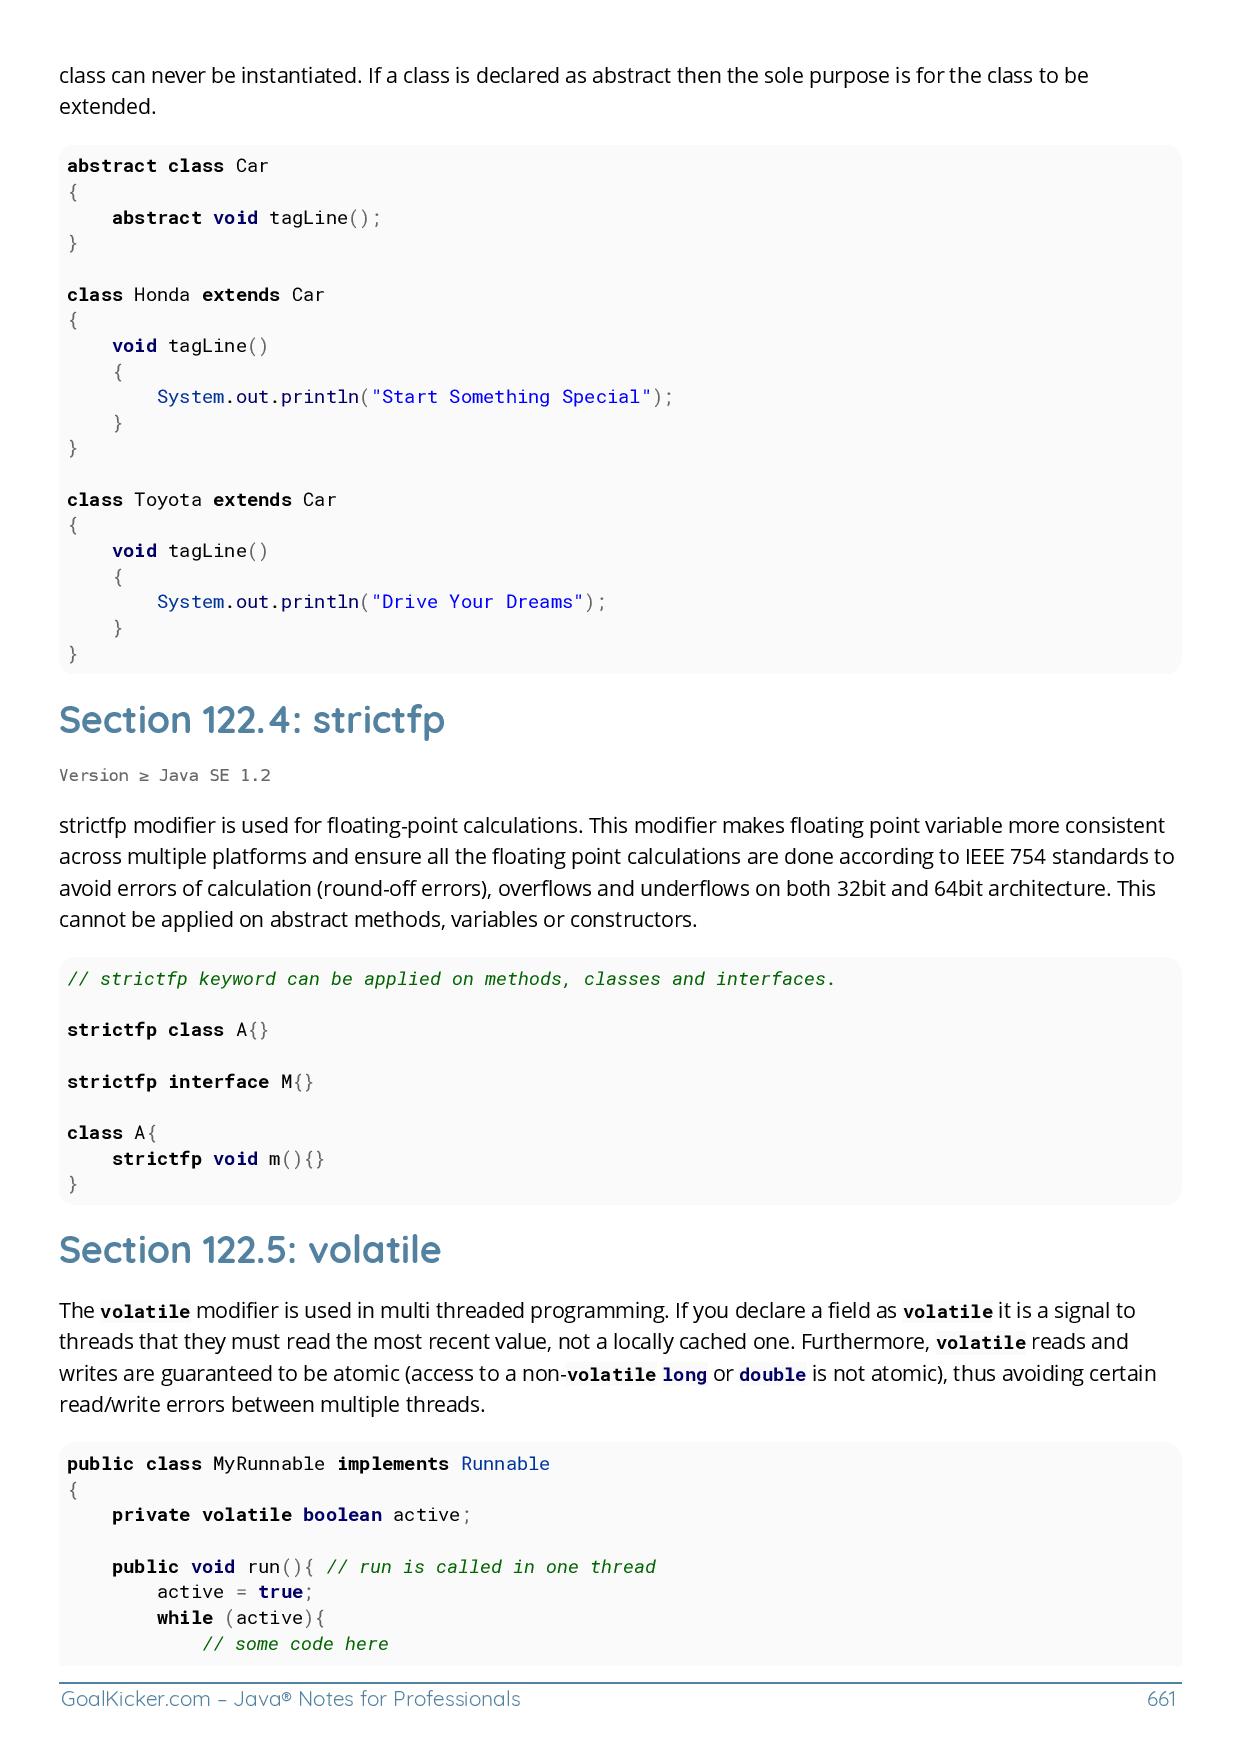 class can never be instantiated. If a class is declared as abstract then the sole purpose is for the class to be
extended.
abstract class Car
{
    abstract void tagLine();
}
class Honda extends Car
{
    void tagLine()
    {
        System.out.println("Start Something Special");
    }
}
class Toyota extends Car
{
    void tagLine()
    {
        System.out.println("Drive Your Dreams");
    }
}
Section 122.4: strictfp
Version ≥ Java SE 1.2
strictfp modifier is used for floating-point calculations. This modifier makes floating point variable more consistent
across multiple platforms and ensure all the floating point calculations are done according to IEEE 754 standards to
avoid errors of calculation (round-off errors), overflows and underflows on both 32bit and 64bit architecture. This
cannot be applied on abstract methods, variables or constructors.
// strictfp keyword can be applied on methods, classes and interfaces.
strictfp class A{}
strictfp interface M{}
class A{
    strictfp void m(){}
}
Section 122.5: volatile
The volatile modifier is used in multi threaded programming. If you declare a field as volatile it is a signal to
threads that they must read the most recent value, not a locally cached one. Furthermore, volatile reads and
writes are guaranteed to be atomic (access to a non-volatile long or double is not atomic), thus avoiding certain
read/write errors between multiple threads.
public class MyRunnable implements Runnable
{
    private volatile boolean active;
    public void run(){ // run is called in one thread
        active = true;
        while (active){
            // some code here
GoalKicker.com – Java® Notes for Professionals 661